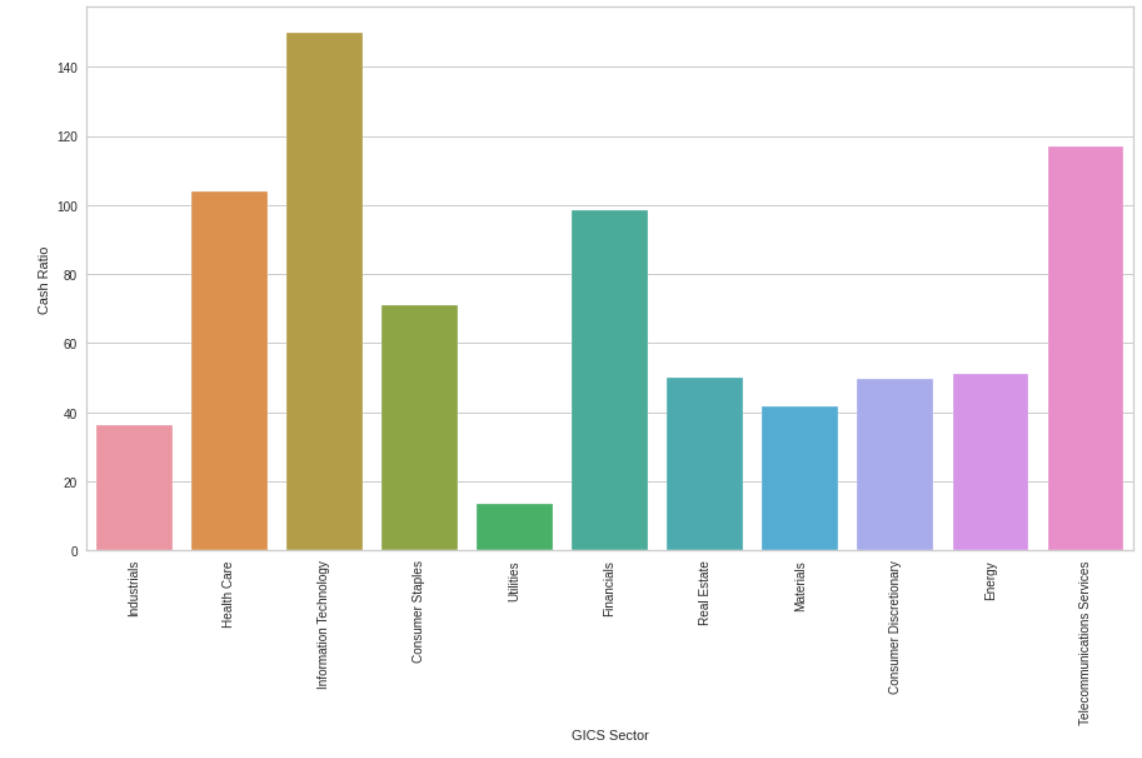 140
120
100
80
60
40
20
0
Cash Ratio
Industrials
Health Care
Information Technology
Consumer Staples
Utilities
Financials
Real Estate
Materials
Consumer Discretionary
Energy
Telecommunications Services
GICS Sector